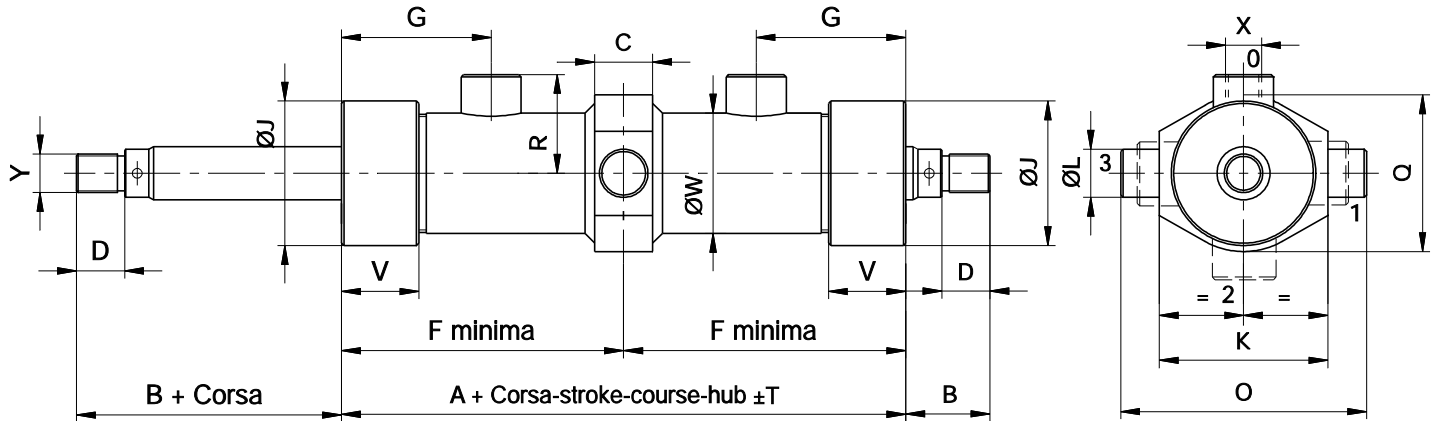 G
G
C
X
0
ØJ
R
Y
ØW
ØJ
3
ØL
Q
1
D
V
V
D
= 2 =
F minima
F minima
K
B + Corsa
A + Corsa-stroke-course-hub ±T
B
O